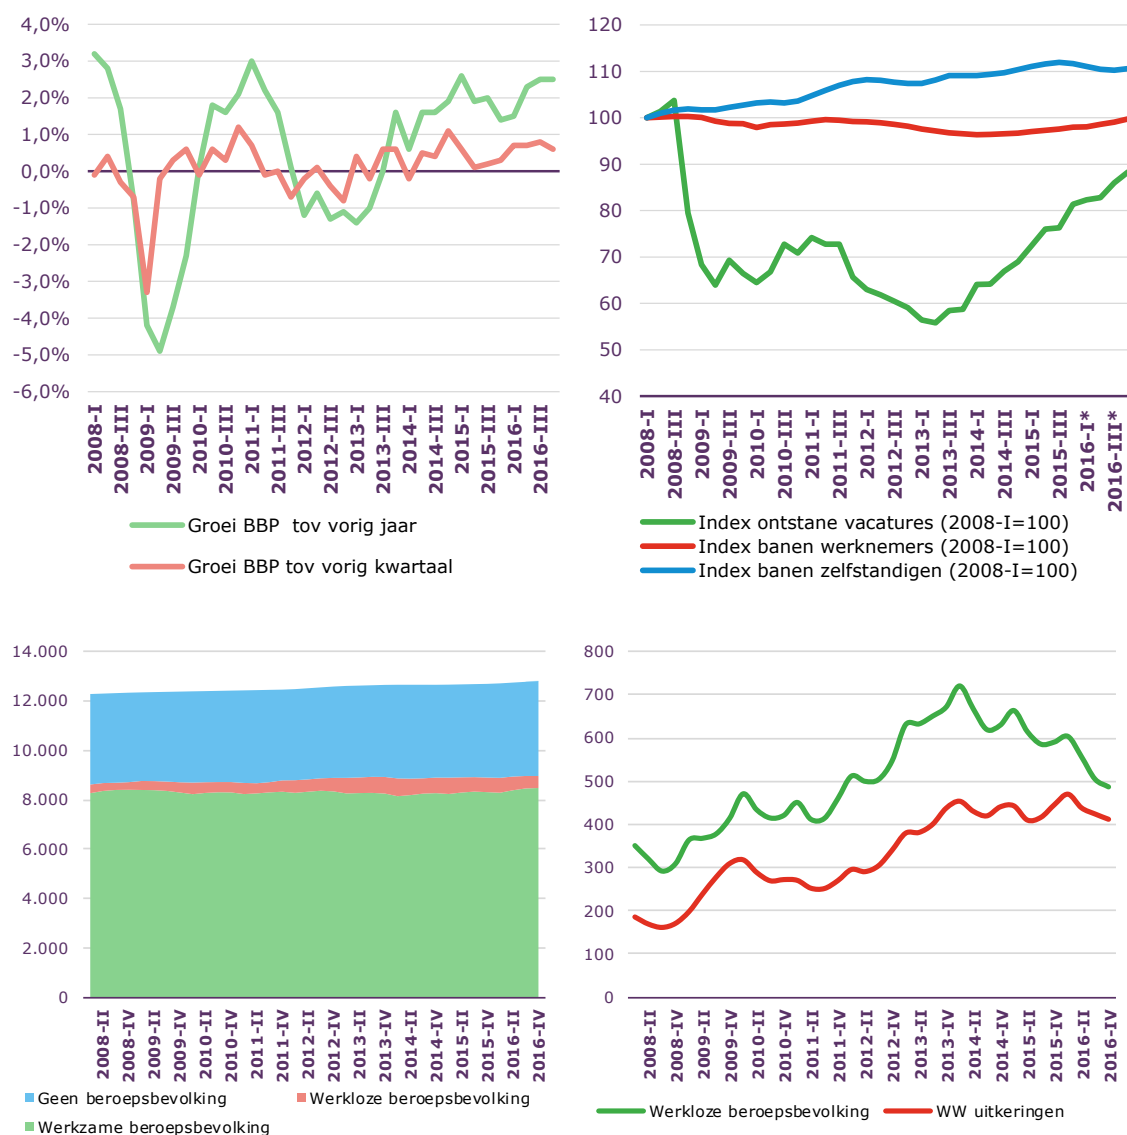 4,0%
3,0%
2,0%
1,0%
0,0%
-1,0%
-2,0%
-3,0%
-4,0%
-5,0%
-6,0%
2008-I
2008-III
2009-I
2009-III
2010-I
2010-III
2011-I
2011-III
2012-I
2012-III
2013-I
2013-III
2014-I
2014-III
2015-I
2015-III
2016-I
2016-III
Groei BBP  tov vorig jaar
Groei BBP tov vorig kwartaal
120
110
100
90
80
70
60
50
40
2008-I
2008-III
2009-I
2009-III
2010-I
2010-III
2011-I
2011-III
2012-I
2012-III
2013-I
2013-III
2014-I
2014-III
2015-I
2015-III
2016-I*
2016-III*
Index ontstane vacatures (2008-I=100)
Index banen werknemers (2008-I=100)
Index banen zelfstandigen (2008-I=100)
14.000
12.000
10.000
8.000
6.000
4.000
2.000
0
2008-II
2008-IV
2009-II
2009-IV
2010-II
2010-IV
2011-II
2011-IV
2012-II
2012-IV
2013-II
2013-IV
2014-II
2014-IV
2015-II
2015-IV
2016-II
2016-IV
Geen beroepsbevolking
Werkloze beroepsbevolking
Werkzame beroepsbevolking
800
700
600
500
400
300
200
100
0
2008-II
2008-IV
2009-II
2009-IV
2010-II
2010-IV
2011-II
2011-IV
2012-II
2012-IV
2013-II
2013-IV
2014-II
2014-IV
2015-II
2015-IV
2016-II
2016-IV
Werkloze beroepsbevolking
WW uitkeringen